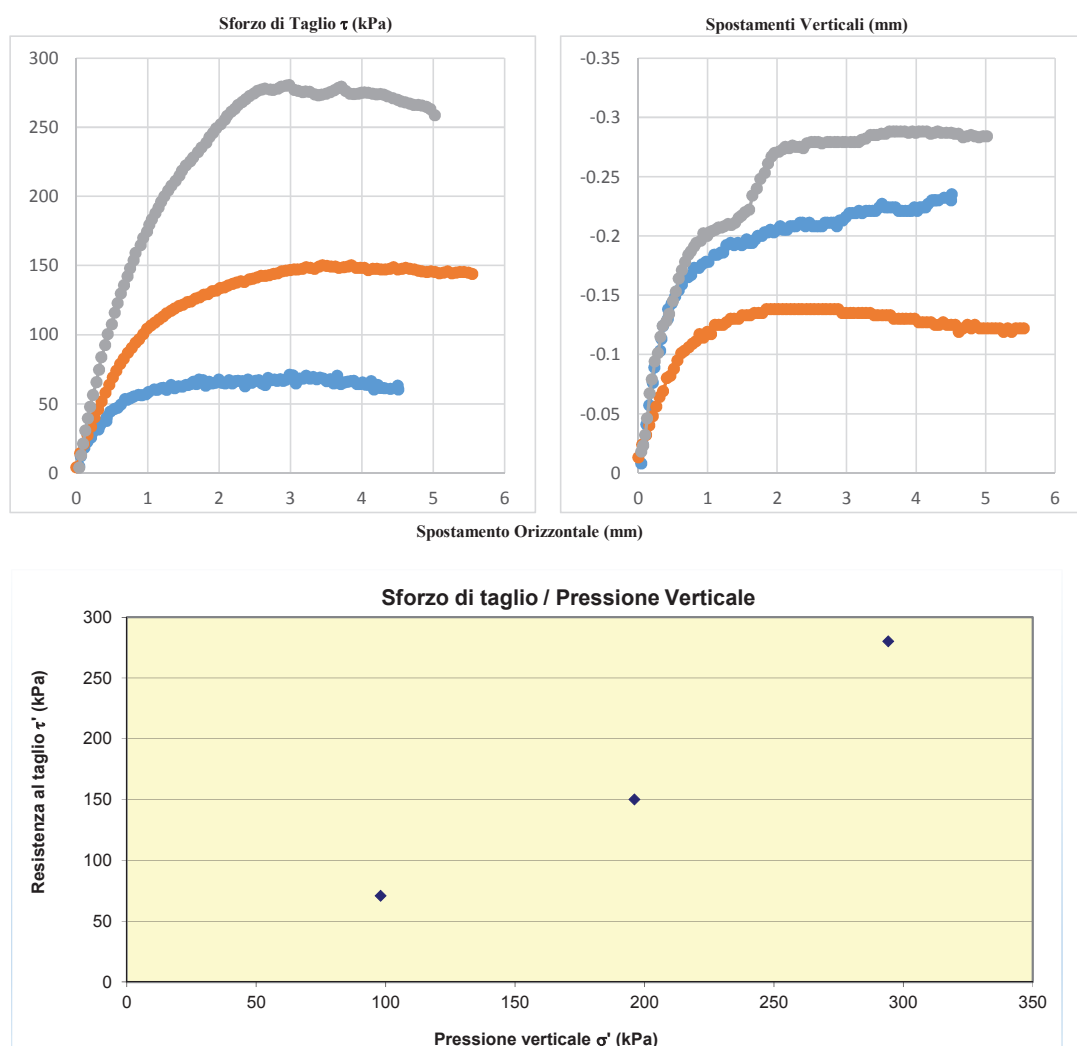 Sforzo di Taglio τ (kPa)
Spostamenti Verticali (mm)
300
250
200
150
100
50
0
0 1 2 3 4 5 6
-0.35
-0.3
-0.25
-0.2
-0.15
-0.1
-0.05
0
0 1 2 3 4 5 6
Spostamento Orizzontale (mm)
Sforzo di taglio / Pressione Verticale
Resistenza al taglio τ' (kPa)
300
250
200
150
100
50
0
0 50 100 150 200 250 300 350
Pressione verticale σ' (kPa)